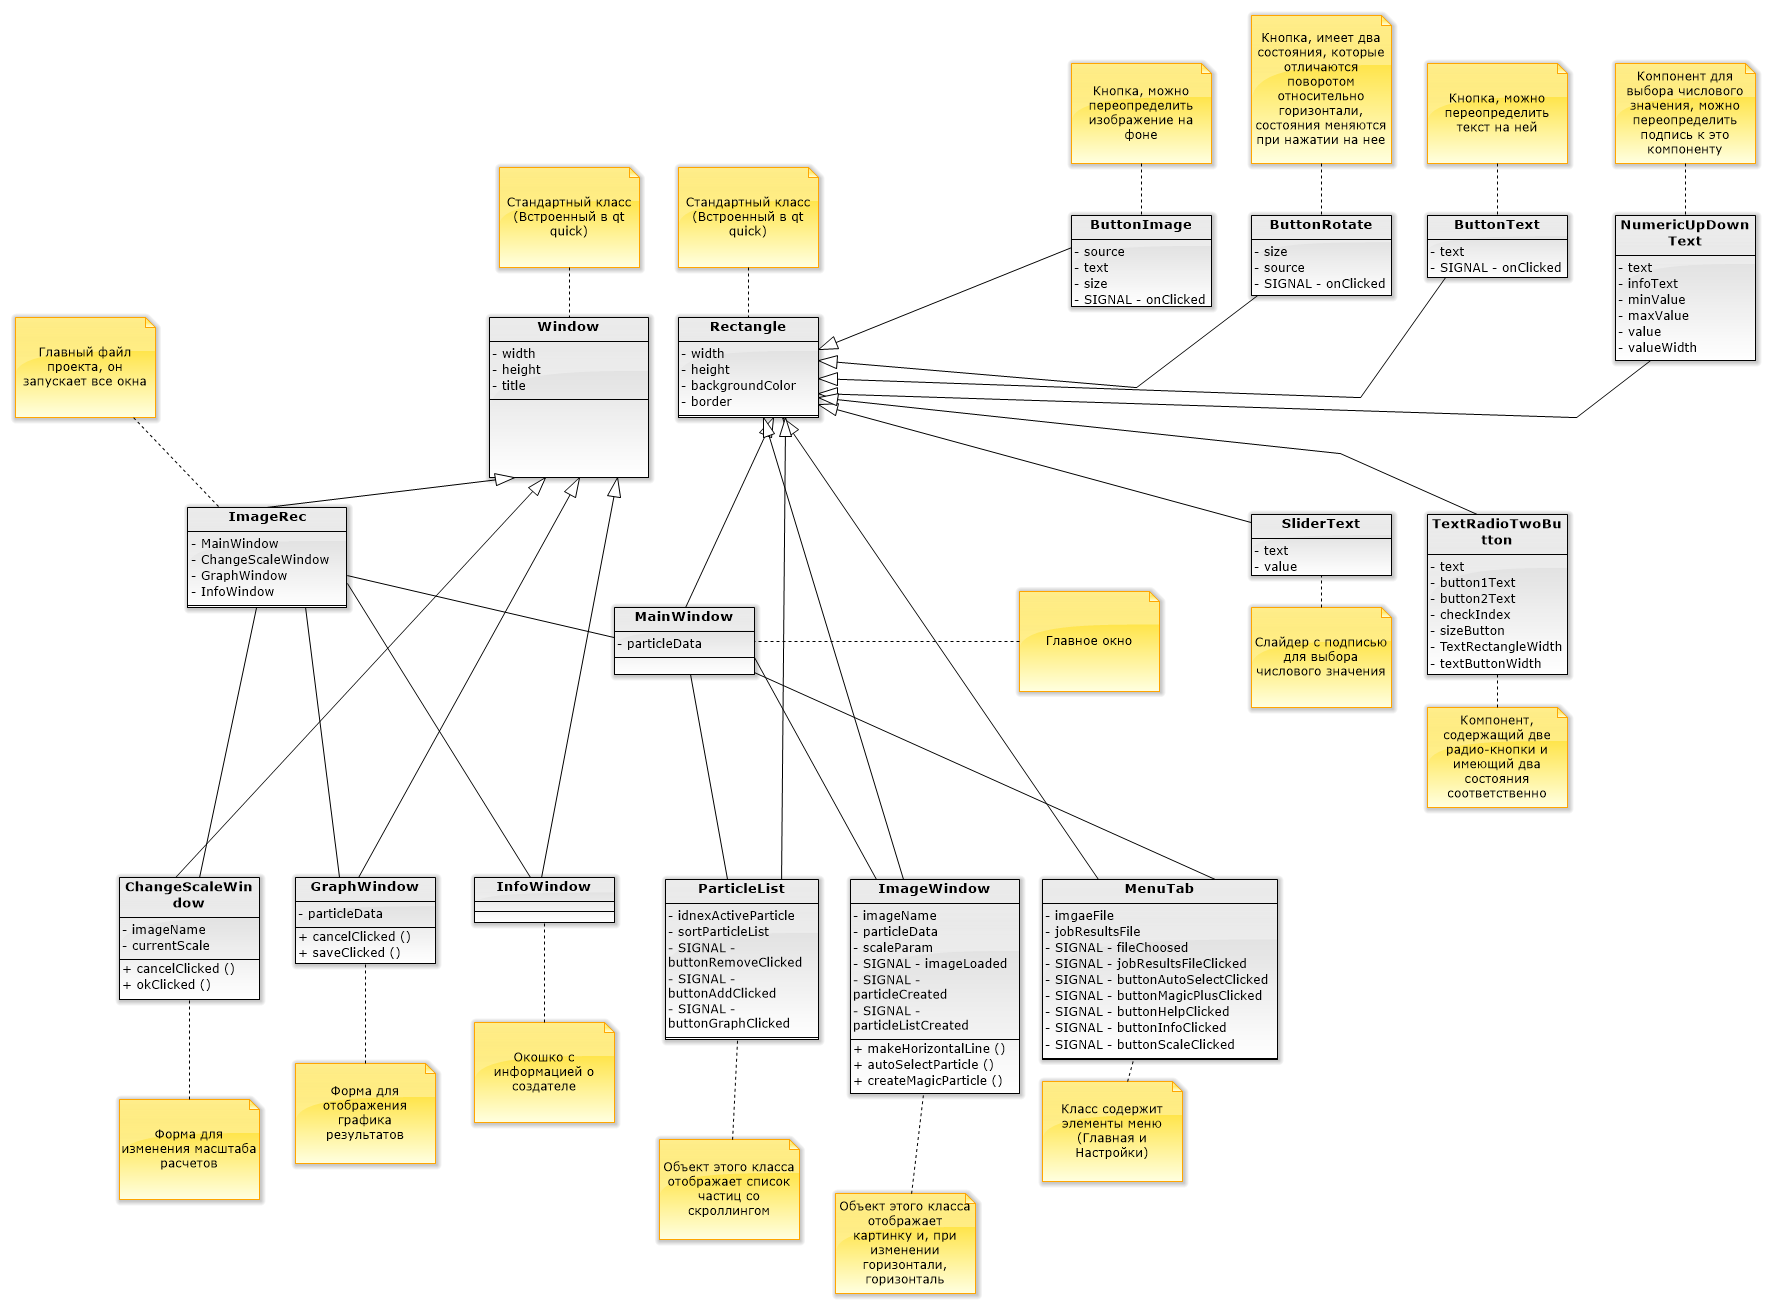 Кнопка, имеет два
состояния, которые
отличаются
поворотом
относительно
горизонтали,
состояния меняются
при нажатии на нее
Кнопка, можно
переопределить
изображение на
фоне
Кнопка, можно
переопределить
текст на ней
Компонент для
выбора числового
значения, можно
переопределить
подпись к это
компоненту
Стандартный класс
(Встроенный в qt
quick)
Стандартный класс
(Встроенный в qt
quick)
ButtonImage
- source
- text
- size
- SIGNAL - onClicked
ButtonRotate
- size
- source
- SIGNAL - onClicked
ButtonText
- text
- SIGNAL - onClicked
NumericUpDown
Text
- text
- infoText
- minValue
- maxValue
- value
- valueWidth
Главный файл
проекта, он
запускает все окна
Window
- width
- height
- title
Rectangle
- width
- height
- backgroundColor
- border
ImageRec
- MainWindow
- ChangeScaleWindow
- GraphWindow
- InfoWindow
SliderText
- text
- value
TextRadioTwoBu
tton
- text
- button1Text
- button2Text
- checkIndex
- sizeButton
- TextRectangleWidth
- textButtonWidth
MainWindow
- particleData
Главное окно
Слайдер с подписью
для выбора
числового значения
Компонент,
содержащий две
радио-кнопки и
имеющий два
состояния
соответственно
ChangeScaleWin
dow
- imageName
- currentScale
+ cancelClicked ()
+ okClicked ()
GraphWindow
- particleData
+ cancelClicked ()
+ saveClicked ()
InfoWindow
ParticleList
- idnexActiveParticle
- sortParticleList
- SIGNAL -
buttonRemoveClicked
- SIGNAL -
buttonAddClicked
- SIGNAL -
buttonGraphClicked
ImageWindow
- imageName
- particleData
- scaleParam
- SIGNAL - imageLoaded
- SIGNAL -
particleCreated
- SIGNAL -
particleListCreated
+ makeHorizontalLine ()
+ autoSelectParticle ()
+ createMagicParticle ()
MenuTab
- imgaeFile
- jobResultsFile
- SIGNAL - fileChoosed
- SIGNAL - jobResultsFileClicked
- SIGNAL - buttonAutoSelectClicked
- SIGNAL - buttonMagicPlusClicked
- SIGNAL - buttonHelpClicked
- SIGNAL - buttonInfoClicked
- SIGNAL - buttonScaleClicked
Форма для
изменения масштаба
расчетов
Форма для
отображения
графика
результатов
Окошко с
информацией о
создателе
Объект этого класса
отображает список
частиц со
скроллингом
Объект этого класса
отображает
картинку и, при
изменении
горизонтали,
горизонталь
Класс содержит
элементы меню
(Главная и
Настройки)